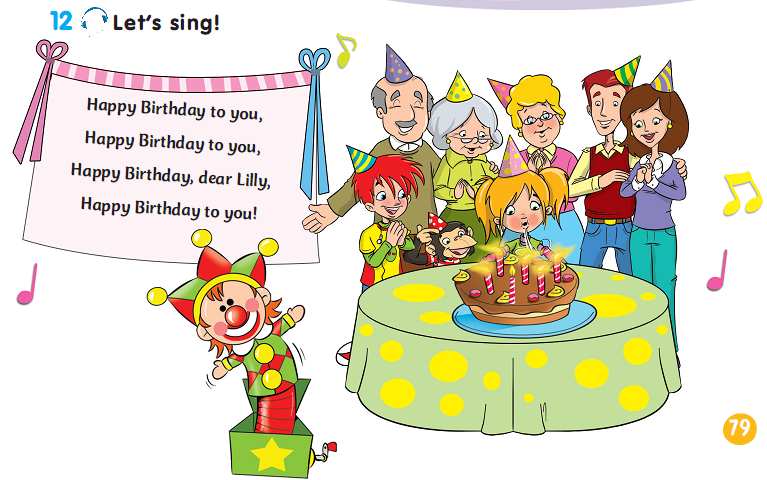 12 Let's sing!
Happy Birthday to you,
Happy Birthday to you,
Happy Birthday, dear Lilly,
Happy Birthday to you!
79